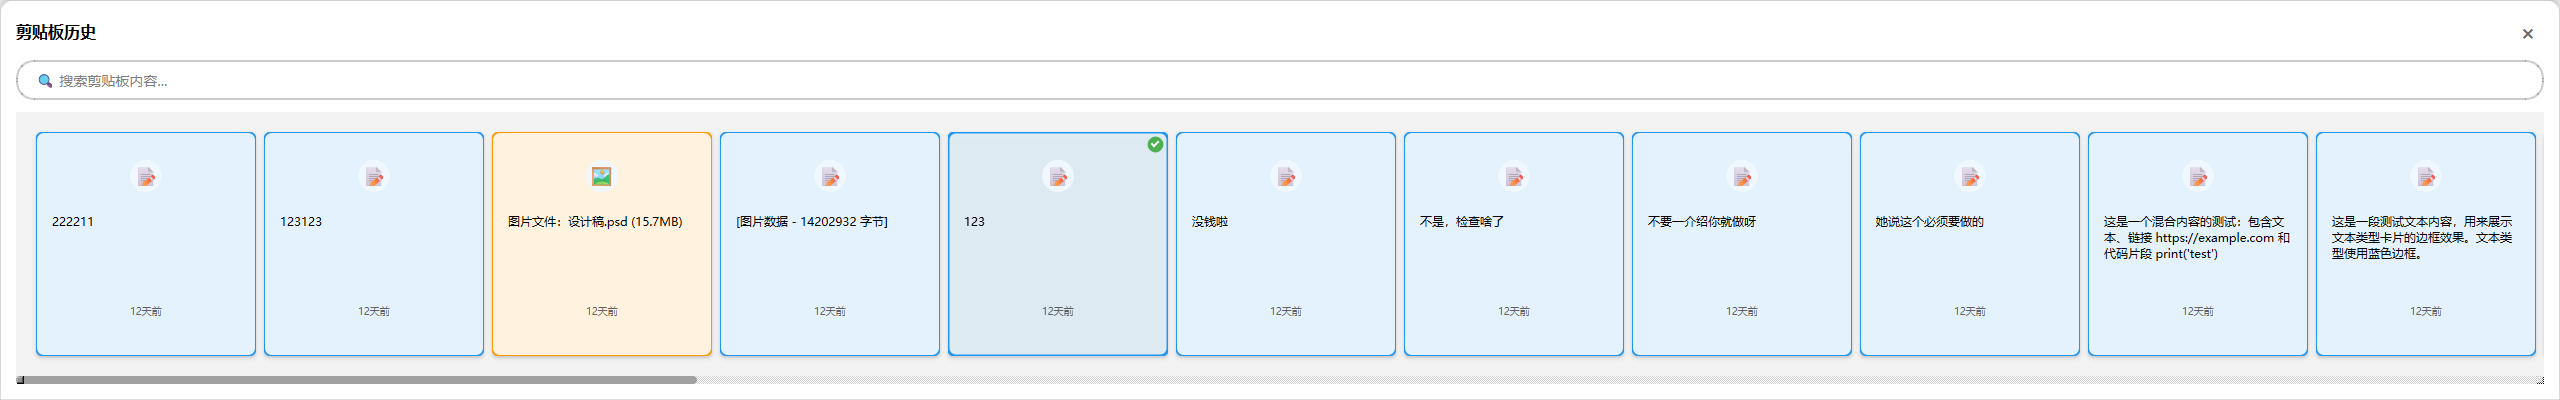 剪贴板历史
×
搜索剪贴板内容...
222211
12天前
123123
12天前
图片文件：设计稿.psd (15.7MB)
12天前
[图片数据 - 14202932 字节]
12天前
123
12天前
没钱啦
12天前
不是，检查啥了
12天前
不要一介绍你就做呀
12天前
她说这个必须要做的
12天前
这是一个混合内容的测试：包含文
本、链接 https://example.com 和
代码片段 print('test')
12天前
这是一段测试文本内容，用来展示
文本类型卡片的边框效果。文本类
型使用蓝色边框。
12天前